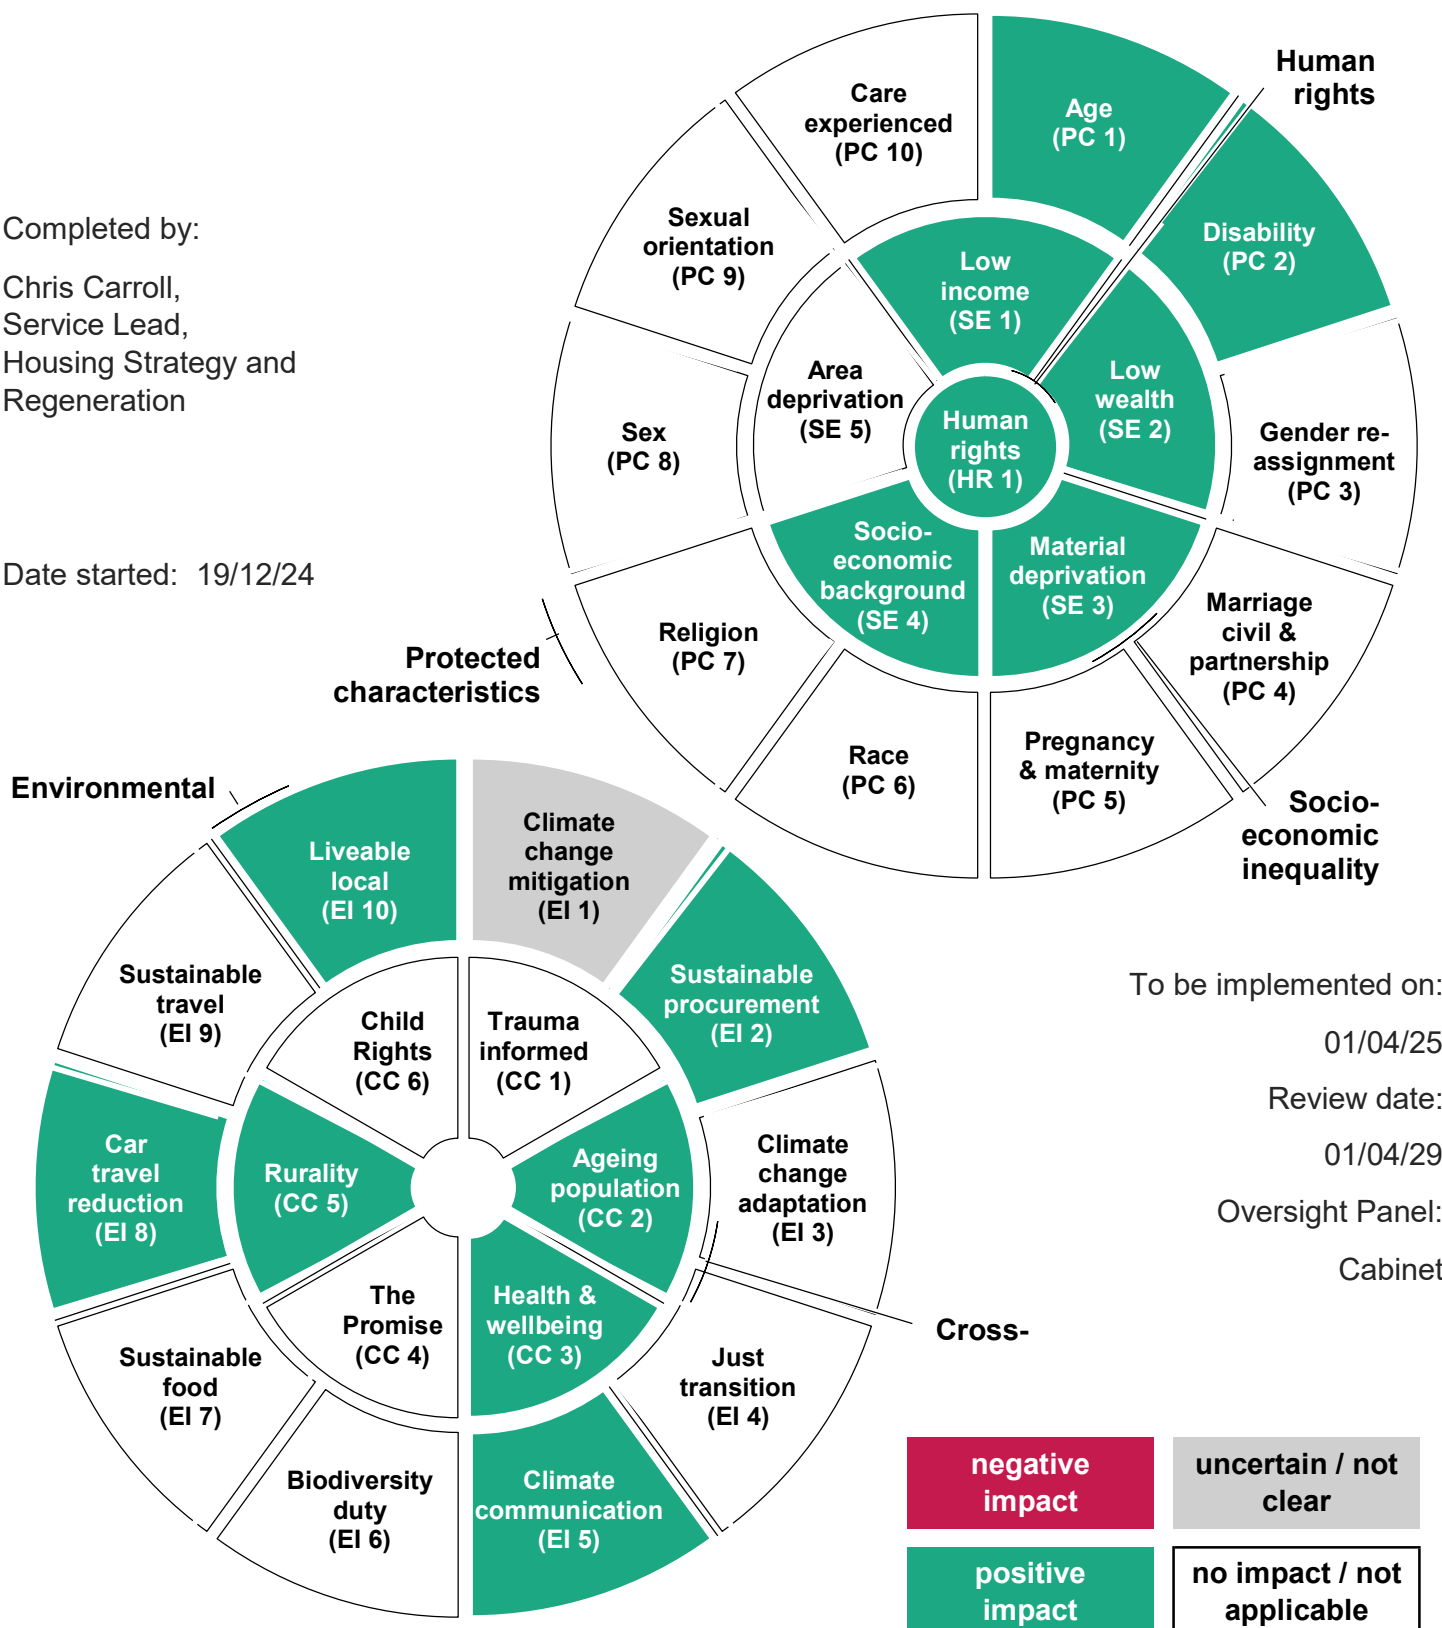 Human
rights
Care
experienced
(PC 10)
Age
(PC 1)
Sexual
orientation
(PC 9)
Disability
(PC 2)
Completed by:
Chris Carroll,
Service Lead,
Housing Strategy and
Regeneration
Low
income
(SE 1)
Area
deprivation
(SE 5)
Low
wealth
(SE 2)
Human
rights
(HR 1)
Sex
(PC 8)
Gender re-
assignment
(PC 3)
Socio-
economic
background
(SE 4)
Material
deprivation
(SE 3)
Date started: 19/12/24
Marriage
civil &
partnership
(PC 4)
Religion
(PC 7)
Protected
characteristics
Race
(PC 6)
Pregnancy
& maternity
(PC 5)
Socio-
economic
inequality
Environmental
Liveable
local
(EI 10)
Climate
change
mitigation
(EI 1)
Sustainable
travel
(EI 9)
Sustainable
procurement
(EI 2)
Child
Rights
(CC 6)
Trauma
informed
(CC 1)
To be implemented on:
01/04/25
Review date:
01/04/29
Oversight Panel:
Cabinet
Car
travel
reduction
(EI 8)
Rurality
(CC 5)
Ageing
population
(CC 2)
Climate
change
adaptation
(EI 3)
The
Promise
(CC 4)
Health &
wellbeing
(CC 3)
Cross-
Sustainable
food
(EI 7)
Just
transition
(EI 4)
Biodiversity
duty
(EI 6)
Climate
communication
(EI 5)
negative
impact
uncertain / not
clear
positive
impact
no impact / not
applicable